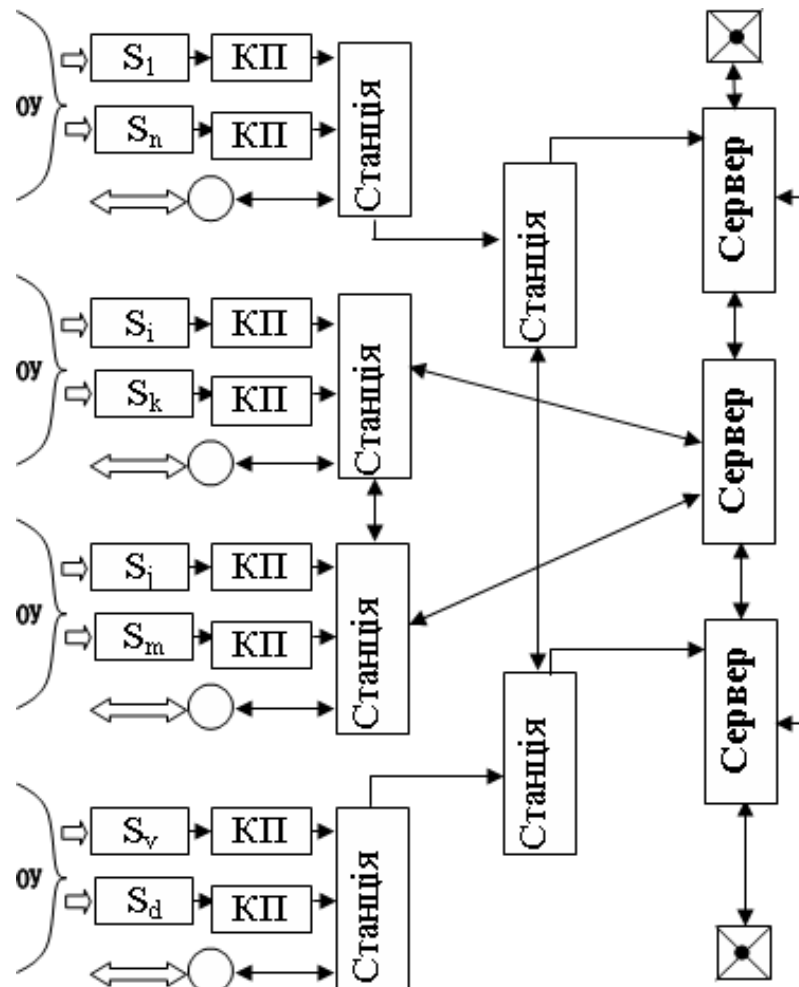 S1 КП
ОУ
Sn КП
Станція
Станція
Сервер
Si КП
ОУ
Sk КП
Станція
Сервер
Sj КП
ОУ
Sm КП
Станція
Станція
Сервер
Sv КП
ОУ
Sd КП
Станція